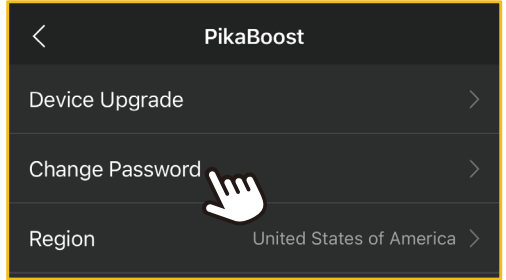 PikaBoost
Device Upgrade
Change Password
Region United States of America